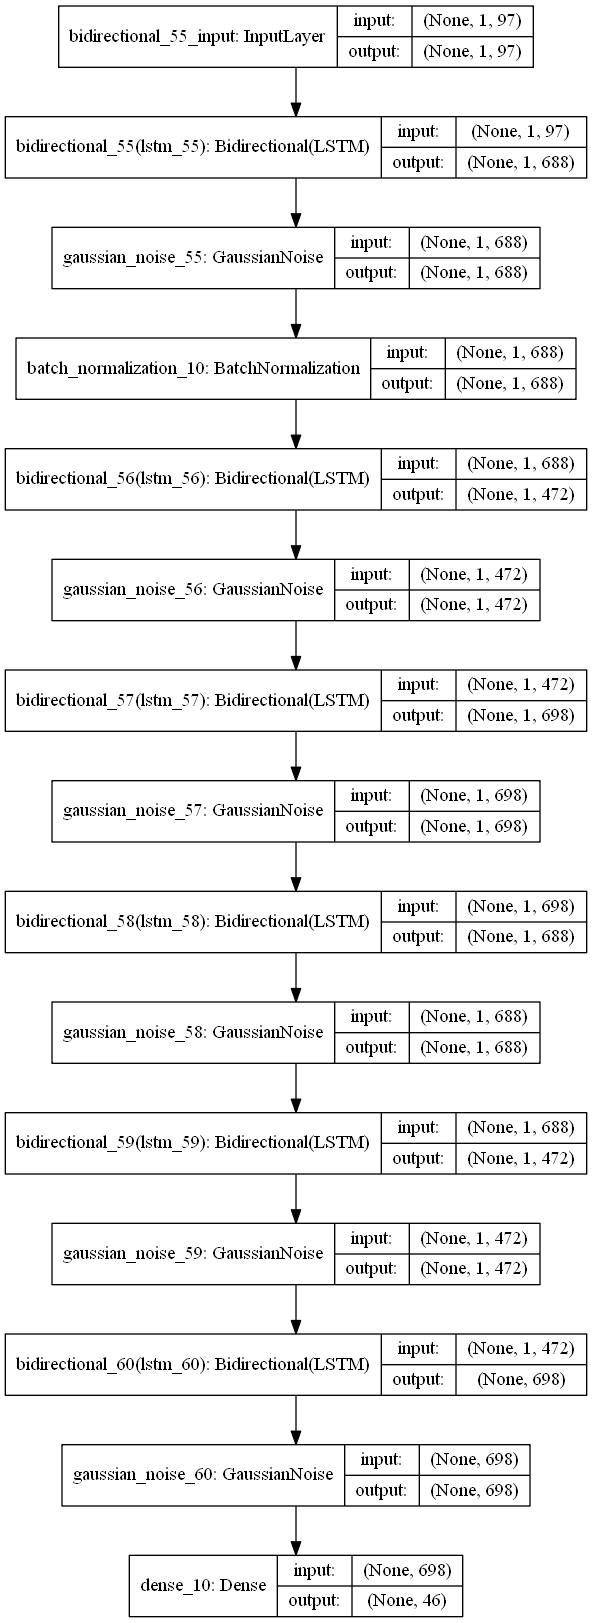 bidirectional_55_input: InputLayer
input: (None, 1, 97)
output: (None, 1, 97)
bidirectional_55(lstm_55): Bidirectional(LSTM)
input: (None, 1, 97)
output: (None, 1, 688)
gaussian_noise_55: GaussianNoise
input: (None, 1, 688)
output: (None, 1, 688)
batch_normalization_10: BatchNormalization
input: (None, 1, 688)
output: (None, 1, 688)
bidirectional_56(lstm_56): Bidirectional(LSTM)
input: (None, 1, 688)
output: (None, 1, 472)
gaussian_noise_56: GaussianNoise
input: (None, 1, 472)
output: (None, 1, 472)
bidirectional_57(lstm_57): Bidirectional(LSTM)
input: (None, 1, 472)
output: (None, 1, 698)
gaussian_noise_57: GaussianNoise
input: (None, 1, 698)
output: (None, 1, 698)
bidirectional_58(lstm_58): Bidirectional(LSTM)
input: (None, 1, 698)
output: (None, 1, 688)
gaussian_noise_58: GaussianNoise
input: (None, 1, 688)
output: (None, 1, 688)
bidirectional_59(lstm_59): Bidirectional(LSTM)
input: (None, 1, 688)
output: (None, 1, 472)
gaussian_noise_59: GaussianNoise
input: (None, 1, 472)
output: (None, 1, 472)
bidirectional_60(lstm_60): Bidirectional(LSTM)
input: (None, 1, 472)
output: (None, 698)
gaussian_noise_60: GaussianNoise
input: (None, 698)
output: (None, 698)
dense_10: Dense
input: (None, 698)
output: (None, 46)